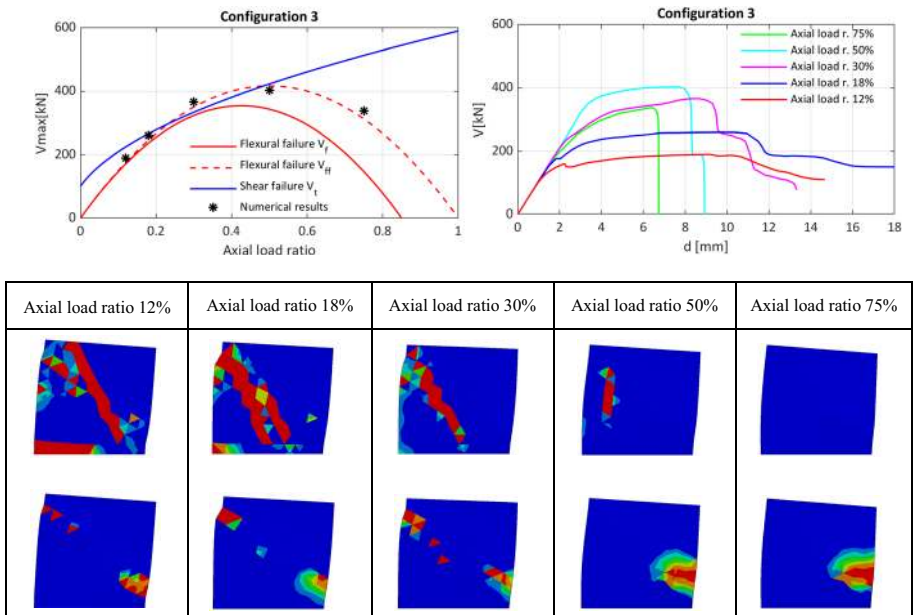 Configuration 3
Vmax[kN]
600
400
200
0
0
0.2
0.4
0.6
0.8
1
Axial load ratio
Flexural failure V_f
Flexural failure V_ff
Shear failure V_t
Numerical results
Configuration 3
V[kN]
600
400
200
0
0
2
4
6
8
10
12
14
16
18
d [mm]
Axial load r. 75%
Axial load r. 50%
Axial load r. 30%
Axial load r. 18%
Axial load r. 12%
Axial load ratio 12%
Axial load ratio 18%
Axial load ratio 30%
Axial load ratio 50%
Axial load ratio 75%